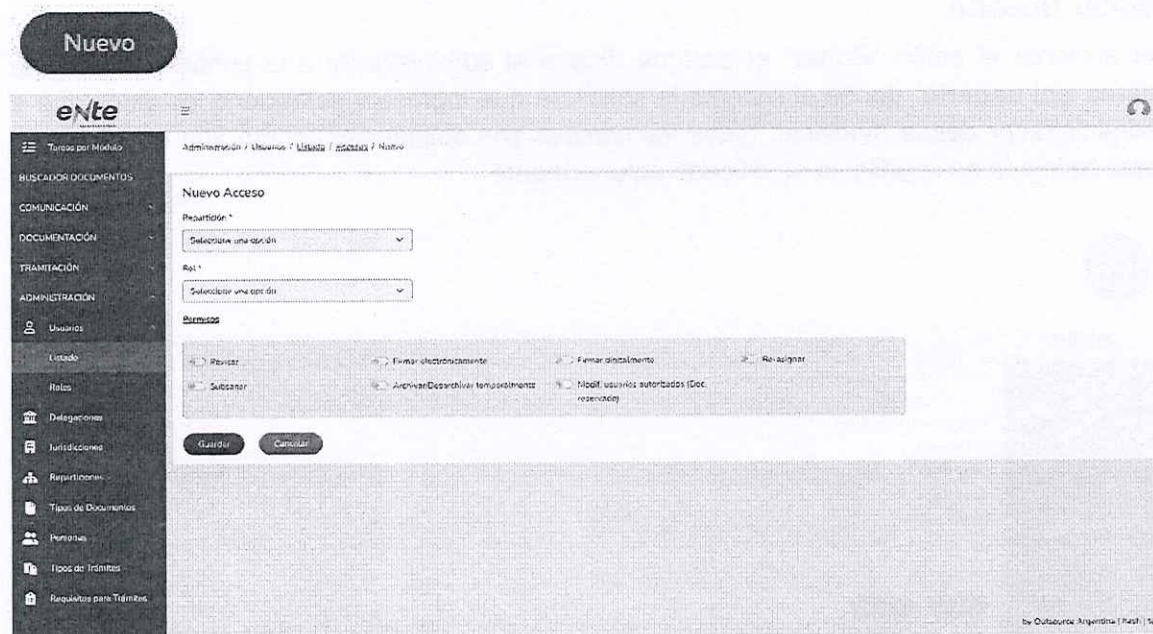 Nuevo
eNte
Tareas por Módulo
Administración / Usuarios / Listado / Accesos / Nuevo
BUSCADOR DOCUMENTOS
COMUNICACIÓN
DOCUMENTACIÓN
TRAMITACIÓN
ADMINISTRACIÓN
Usuarios
Listado
Roles
Delegaciones
Jurisdicciones
Reparticiones
Tipos de Documentos
Personas
Tipos de Trámites
Requisitos para Trámites
Nuevo Acceso
Repartición *
Seleccione una opción
Rol *
Seleccione una opción
Permisos
Revisar
Firmar electrónicamente
Firmar digitalmente
Reasignar
Subsanar
Archivar/Desarchivar temporalmente
Modif. usuarios autorizados (Doc.
reservado)
Guardar
Cancelar
by Outsource Argentina | Hash |